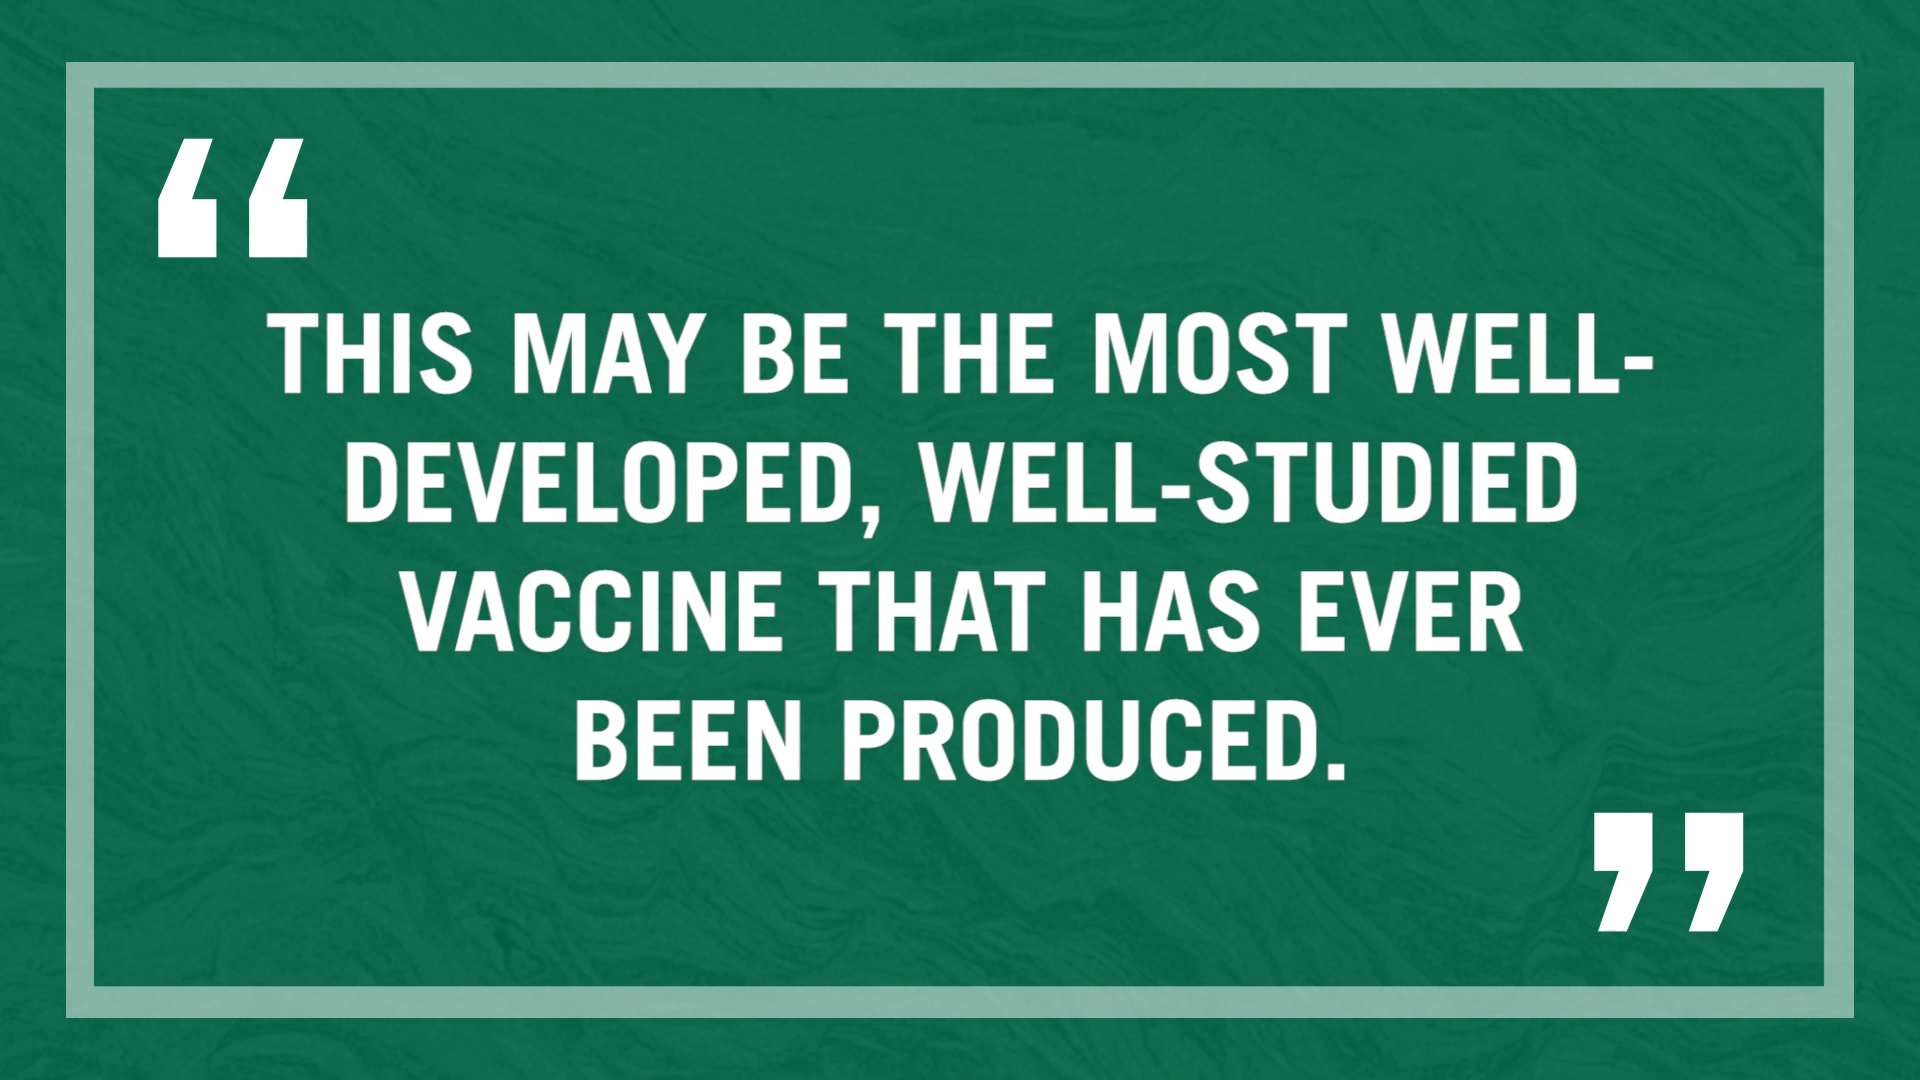 “
THIS MAY BE THE MOST WELL-
DEVELOPED, WELL-STUDIED
VACCINE THAT HAS EVER
BEEN PRODUCED.
”